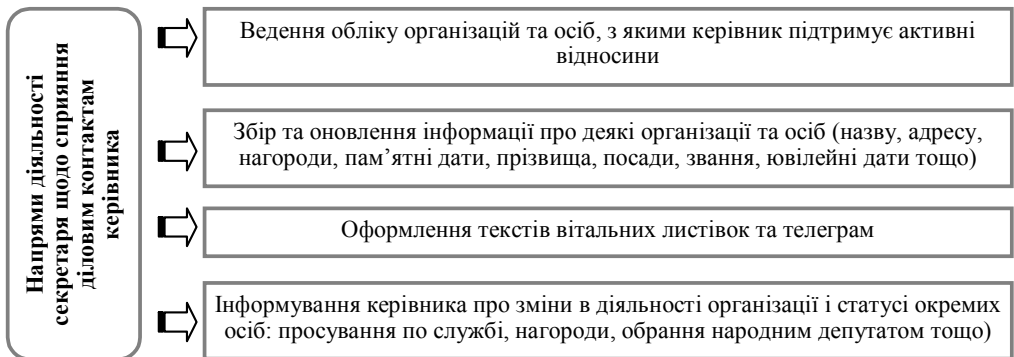 Напрями діяльності
секретаря щодо сприяння
діловим контактам
керівника
Ведення обліку організацій та осіб, з якими керівник підтримує активні
відносини
Збір та оновлення інформації про деякі організації та осіб (назву, адресу,
нагороди, пам’ятні дати, прізвища, посади, звання, ювілейні дати тощо)
Оформлення текстів вітальних листівок та телеграм
Інформування керівника про зміни в діяльності організації і статусі окремих
осіб: просування по службі, нагороди, обрання народним депутатом тощо)